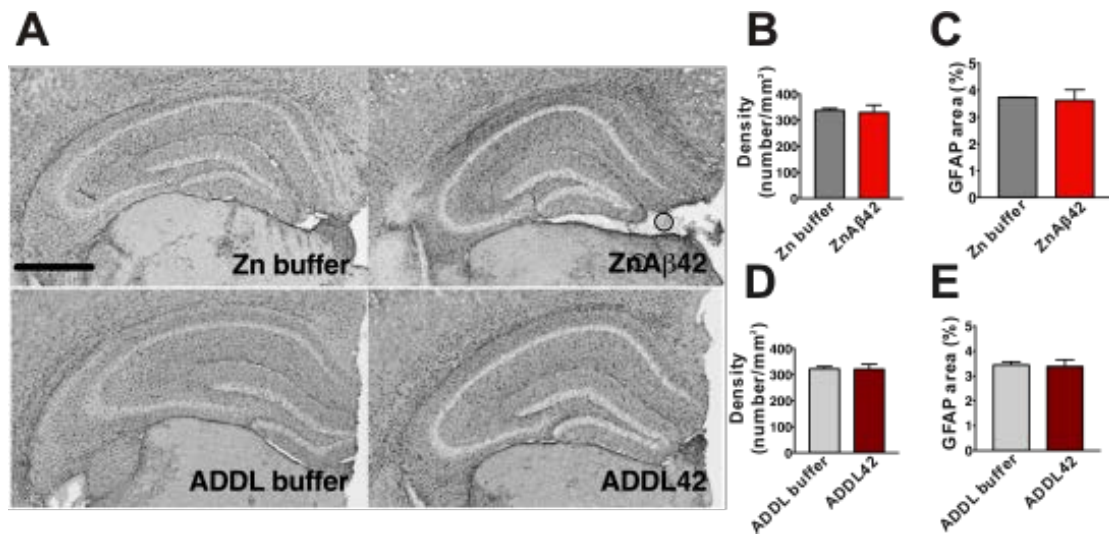 A
Zn buffer
ZnAβ42
ADDL buffer
ADDL42
B
Density
(number/mm²)
400
300
200
100
0
Zn buffer
ZnAβ42
C
GFAP area (%)
5
4
3
2
1
0
Zn buffer
ZnAβ42
D
Density
(number/mm²)
400
300
200
100
0
ADDL buffer
ADDL42
E
GFAP area (%)
5
4
3
2
1
0
ADDL buffer
ADDL42